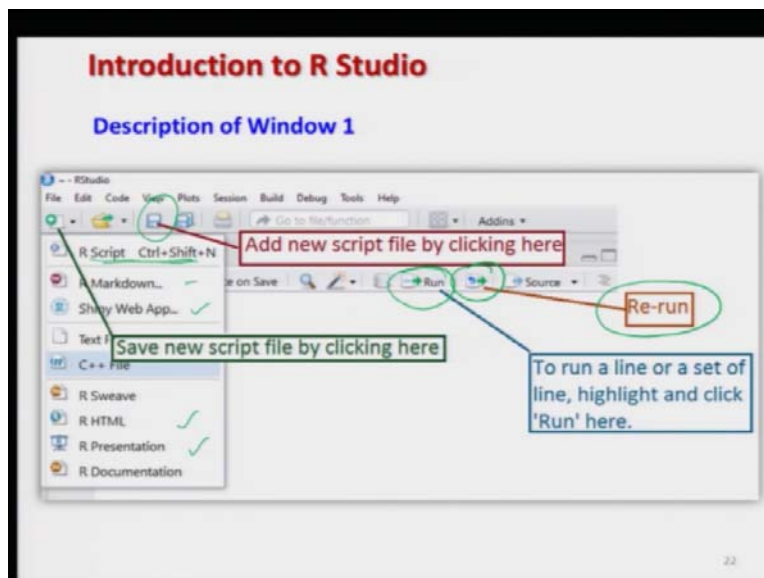 Introduction to R Studio
Description of Window 1
~ - RStudio
File Edit Code View Plots Session Build Debug Tools Help
Go to file/function Addins
Add new script file by clicking here
R Script Ctrl+Shift+N
R Markdown... e on Save Run Source
Shiny Web App... Re-run
Text F
Save new script file by clicking here
C++ File
To run a line or a set of
line, highlight and click
'Run' here.
R Sweave
R HTML
R Presentation
R Documentation
22